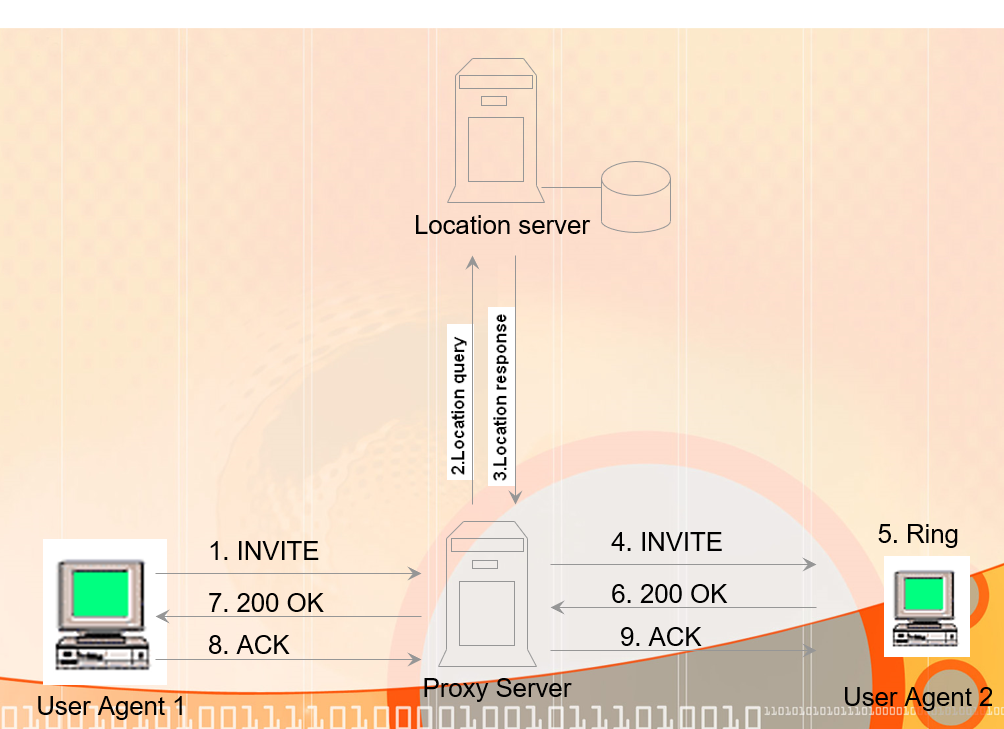 Location server
2.Location query
3.Location response
5. Ring
1. INVITE
4. INVITE
7. 200 OK
6. 200 OK
8. ACK
9. ACK
Proxy Server
User Agent 1
User Agent 2